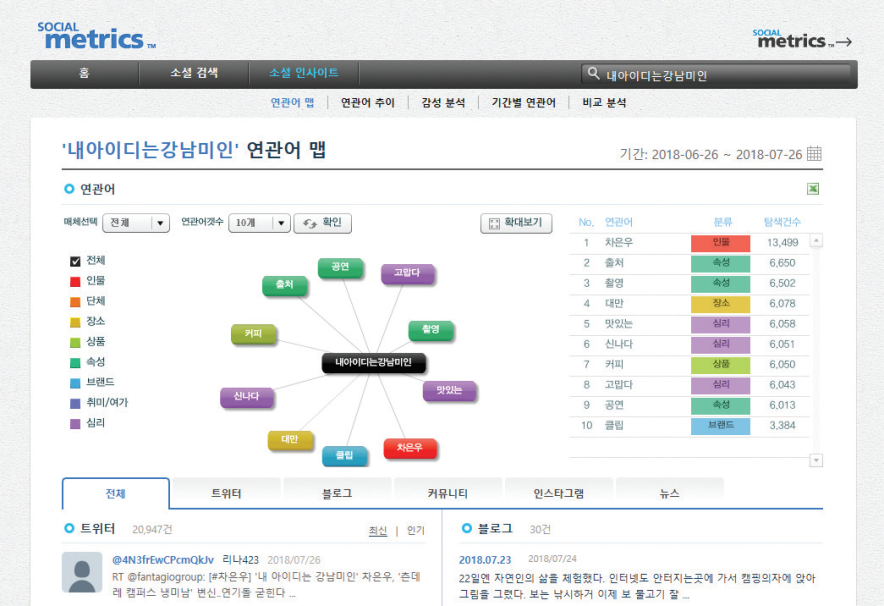 SOCIAL metrics™
SOCIAL metrics™
홈 소셜 검색 소셜 인사이트 내아이디는강남미인
연관어 맵 연관어 추이 감성 분석 기간별 연관어 비교 분석
'내아이디는강남미인' 연관어 맵 기간: 2018-06-26 ~ 2018-07-26
연관어
매체선택 전체 연관어갯수 10개 확인 확대보기
전체
인물
단체
장소
상품
속성
브랜드
취미/여가
심리
공연
고맙다
출처
촬영
커피
내아이디는강남미인
맛있는
신나다
대만
차은우
클립
No. 연관어 분류 탐색건수
1 차은우 인물 13,499
2 출처 속성 6,650
3 촬영 속성 6,502
4 대만 장소 6,078
5 맛있는 심리 6,058
6 신나다 심리 6,051
7 커피 상품 6,050
8 고맙다 심리 6,043
9 공연 속성 6,013
10 클립 브랜드 3,384
전체 트위터 블로그 커뮤니티 인스타그램 뉴스
트위터 20,947건 최신 | 인기
@4N3frEwCPcmQkJv 리나423 2018/07/26
RT @fantagiogroup: [#차은우] '내 아이디는 강남미인' 차은우, '츤데
레 캠퍼스 냉미남' 변신..연기돌 굳힌다 ...
블로그 30건
2018.07.23 2018/07/24
22일엔 자연인의 삶을 체험했다. 인터넷도 안터지는곳에 가서 캠핑의자에 앉아
그림을 그렸다. 보는 낚시하거 이제 보 물고기 잘 ...